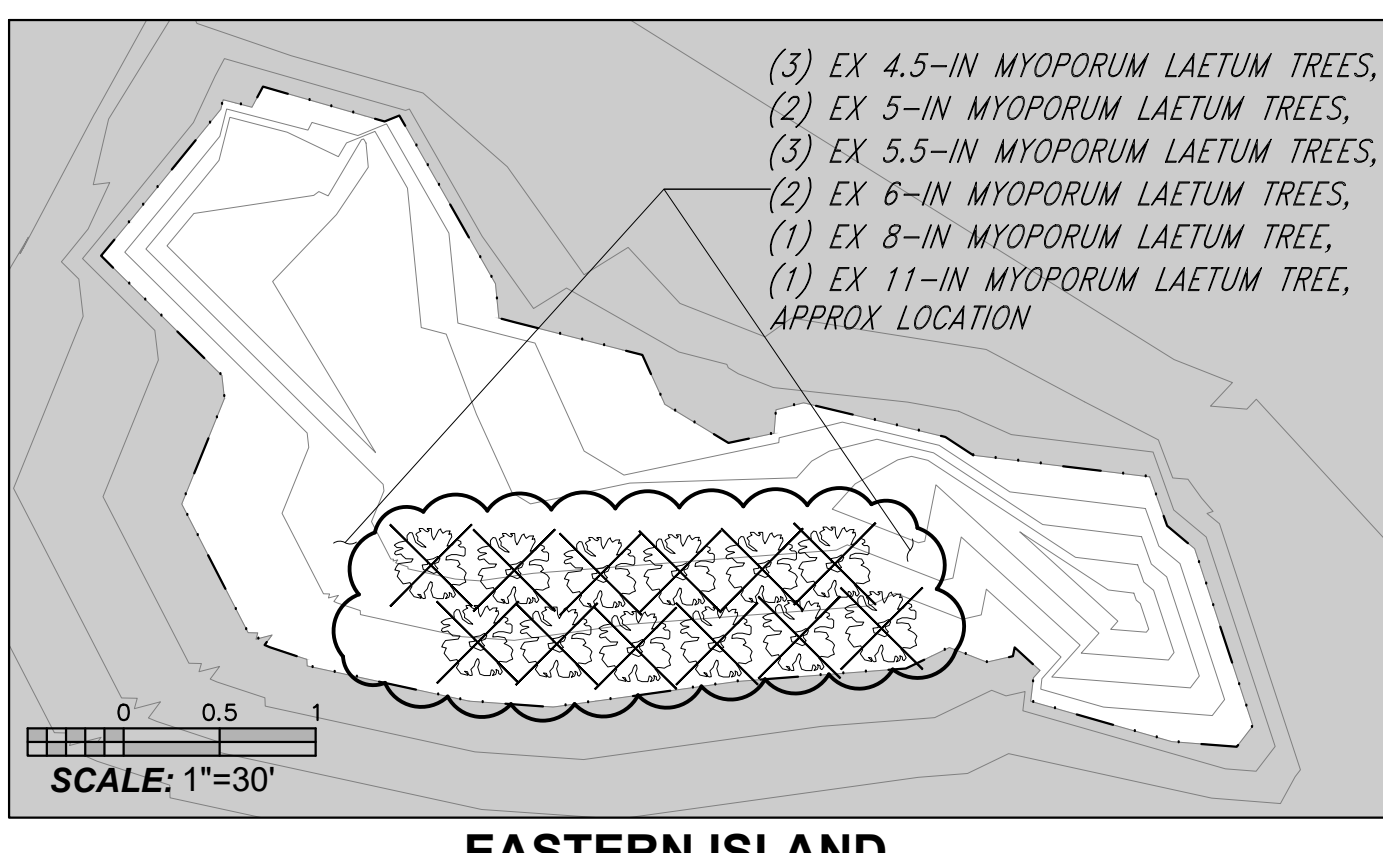 (3) EX 4.5-IN MYOPORUM LAETUM TREES,
(2) EX 5-IN MYOPORUM LAETUM TREES,
(3) EX 5.5-IN MYOPORUM LAETUM TREES,
(2) EX 6-IN MYOPORUM LAETUM TREES,
(1) EX 8-IN MYOPORUM LAETUM TREE,
(1) EX 11-IN MYOPORUM LAETUM TREE,
APPROX LOCATION
0 0.5 1
SCALE: 1"=30'
EASTERN ISLAND